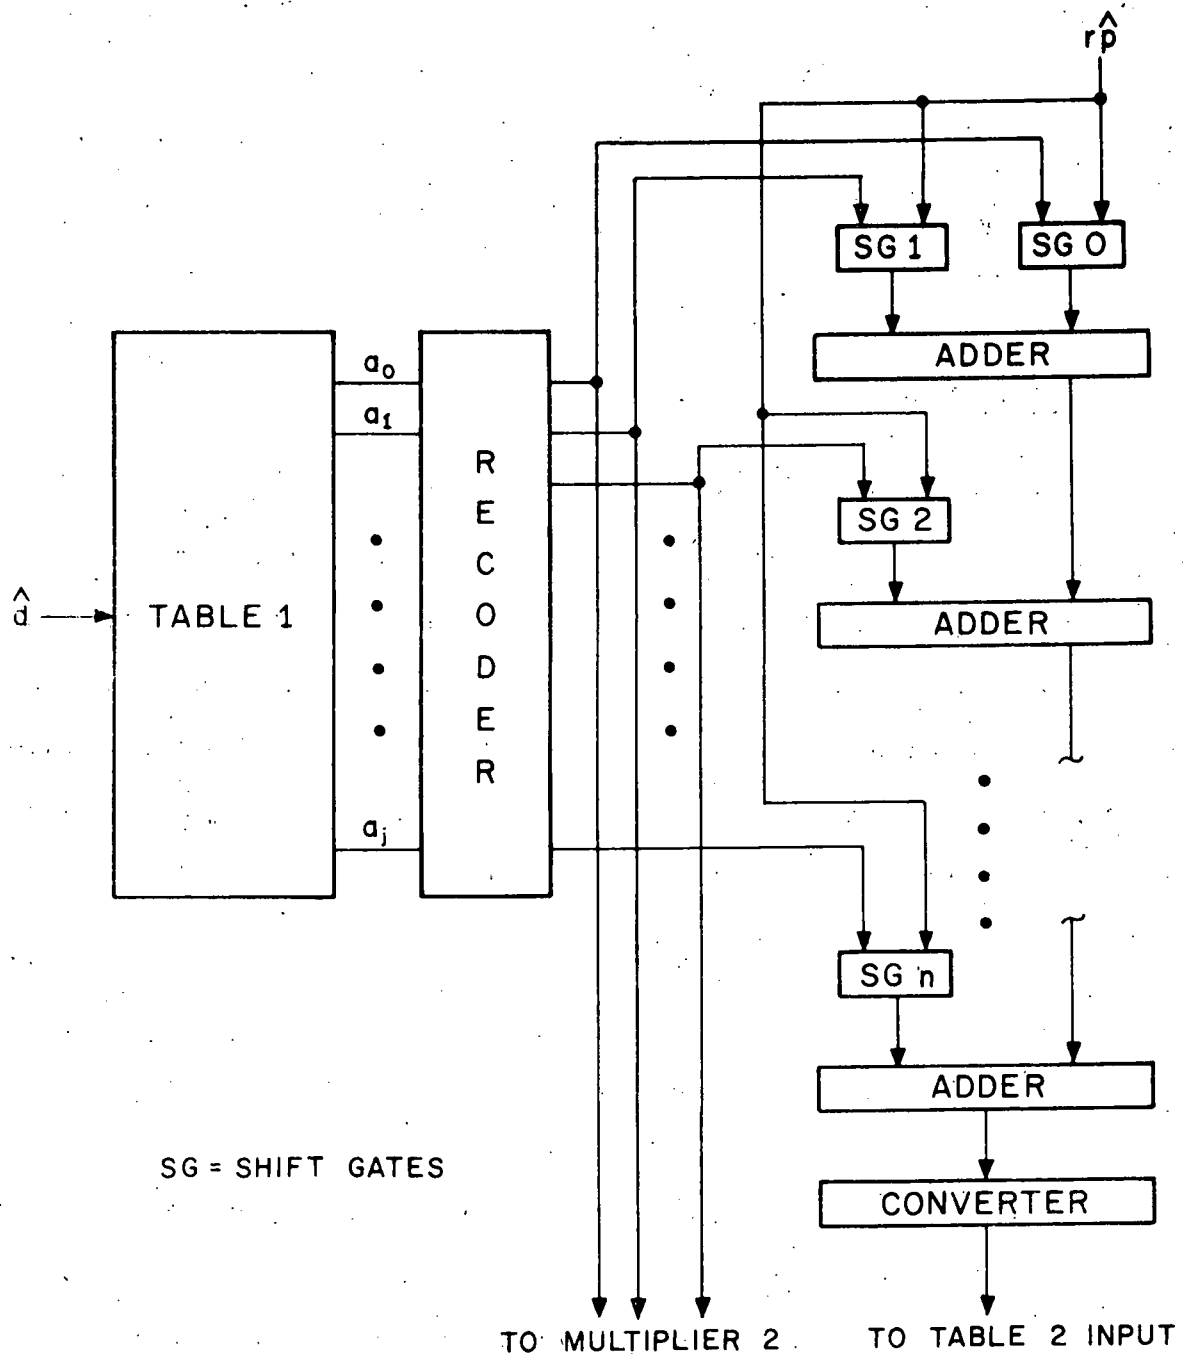 rp̂
SG 1
SG 0
ADDER
a₀
a₁
RECODER
SG 2
d̂
TABLE 1
ADDER
aⱼ
SG n
ADDER
SG = SHIFT GATES
CONVERTER
TO MULTIPLIER 2
TO TABLE 2 INPUT